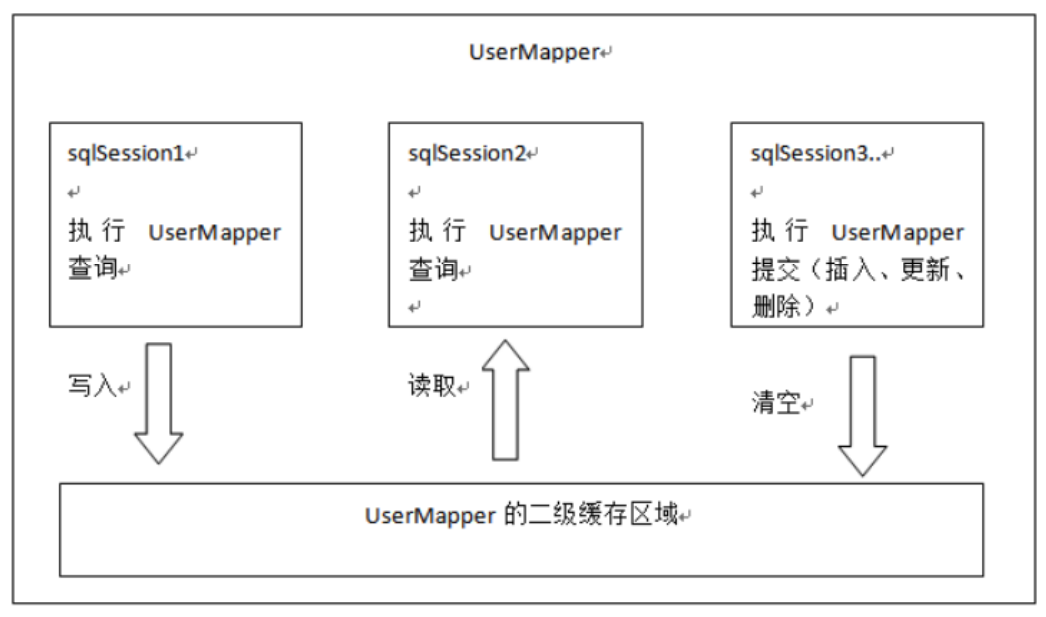 UserMapper↵
sqlSession1↵
↵
执行 UserMapper
查询↵
sqlSession2↵
↵
执行 UserMapper
查询↵
↵
sqlSession3..↵
↵
执行 UserMapper
提交（插入、更新、
删除）↵
写入↵
读取↵
清空↵
UserMapper 的二级缓存区域↵